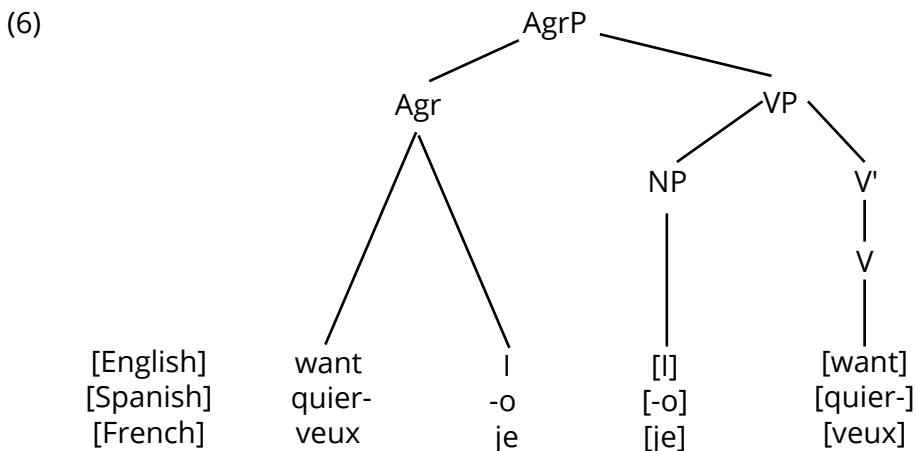 (6)
AgrP
Agr VP
NP V'
V
[English] want I [I] [want]
[Spanish] quier- -o [-o] [quier-]
[French] veux je [je] [veux]